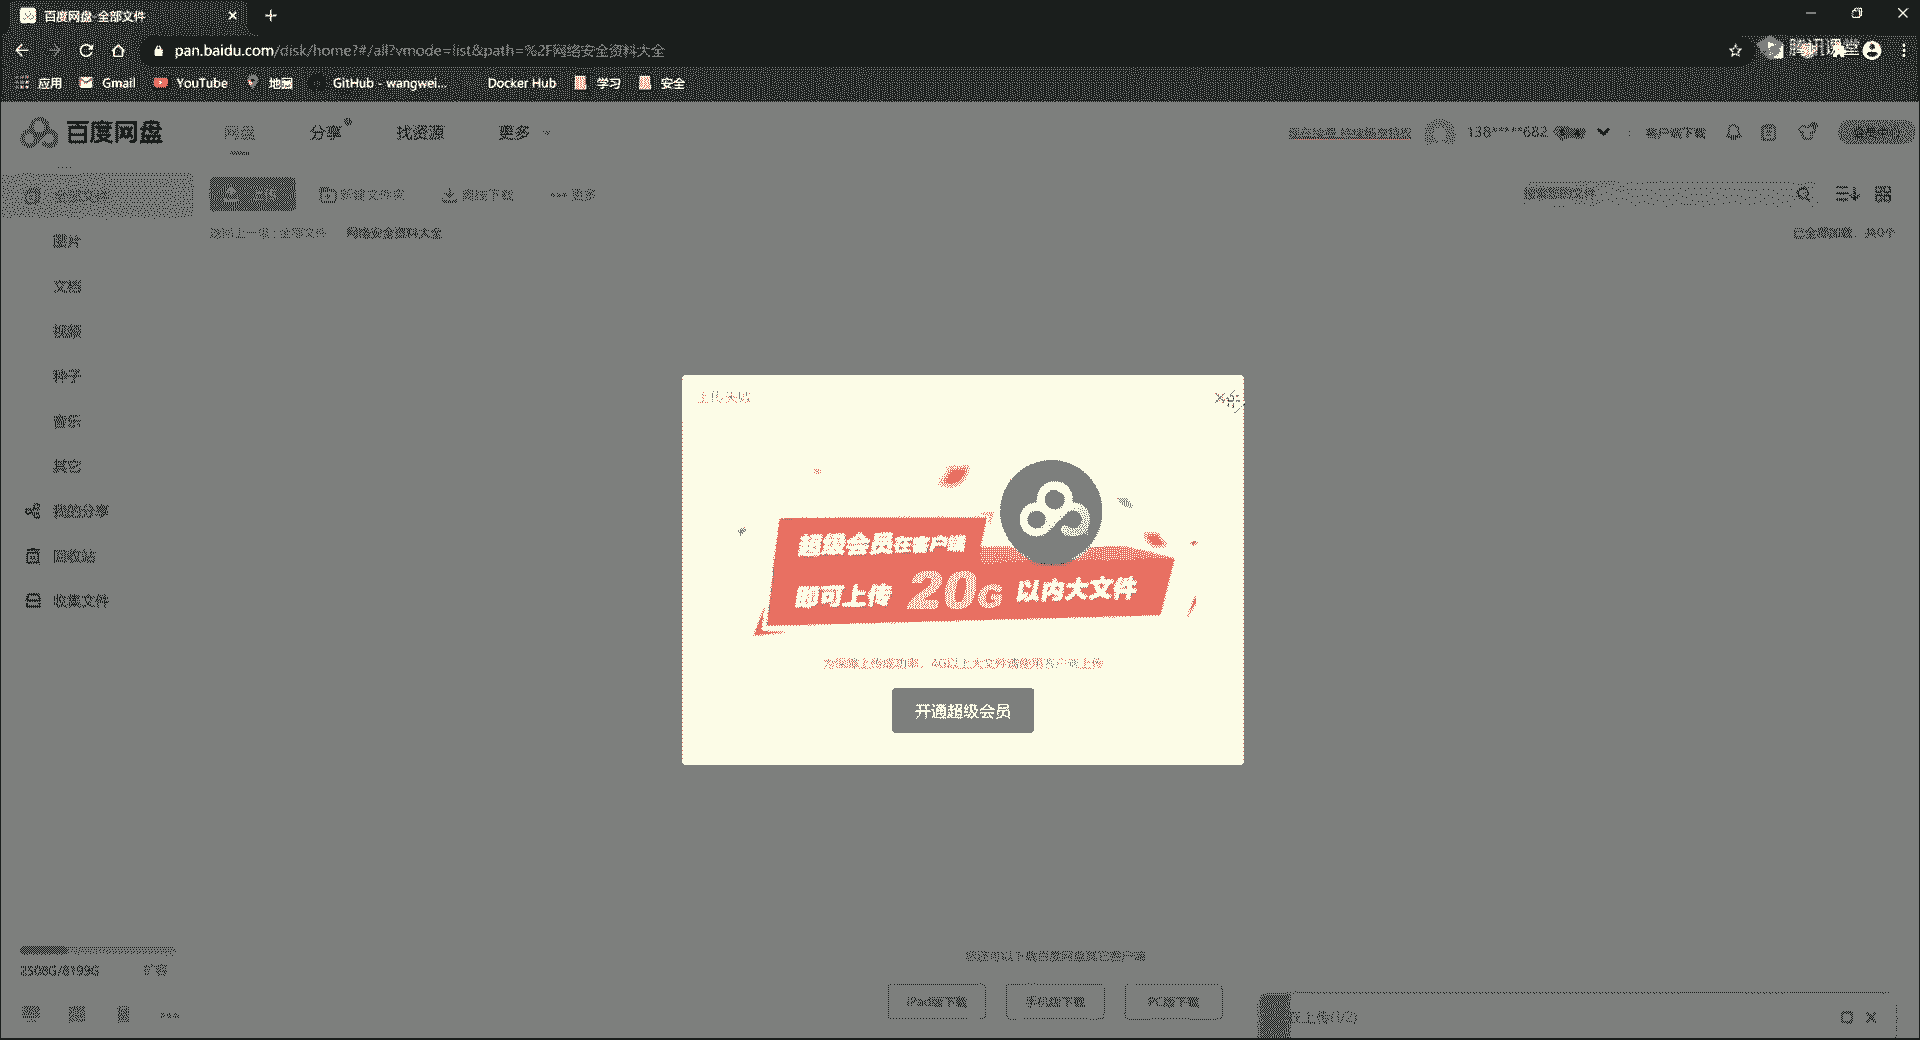 百度网盘-全部文件
pan.baidu.com/disk/home?#/all?vmode=list&path=%2F网络安全资料大全
腾讯课堂
应用 Gmail YouTube 地图 GitHub - wangwei... Docker Hub 学习 安全
百度网盘 网盘 分享 找资源 更多 138*****682 客户端下载
全部文件 上传 新建文件夹 离线下载 更多
返回上一级 | 全部文件 网络安全资料大全 已全部加载，共0个
图片
文档
视频
种子
音乐
其它
我的分享
回收站
收集文件
上传失败
超级会员在客户端
即可上传 20G 以内大文件
为保障上传成功率，4G以上大文件请使用客户端上传
开通超级会员
2508G/8199G 扩容
您还可以下载百度网盘其它客户端
iPad版下载 手机版下载 PC版下载